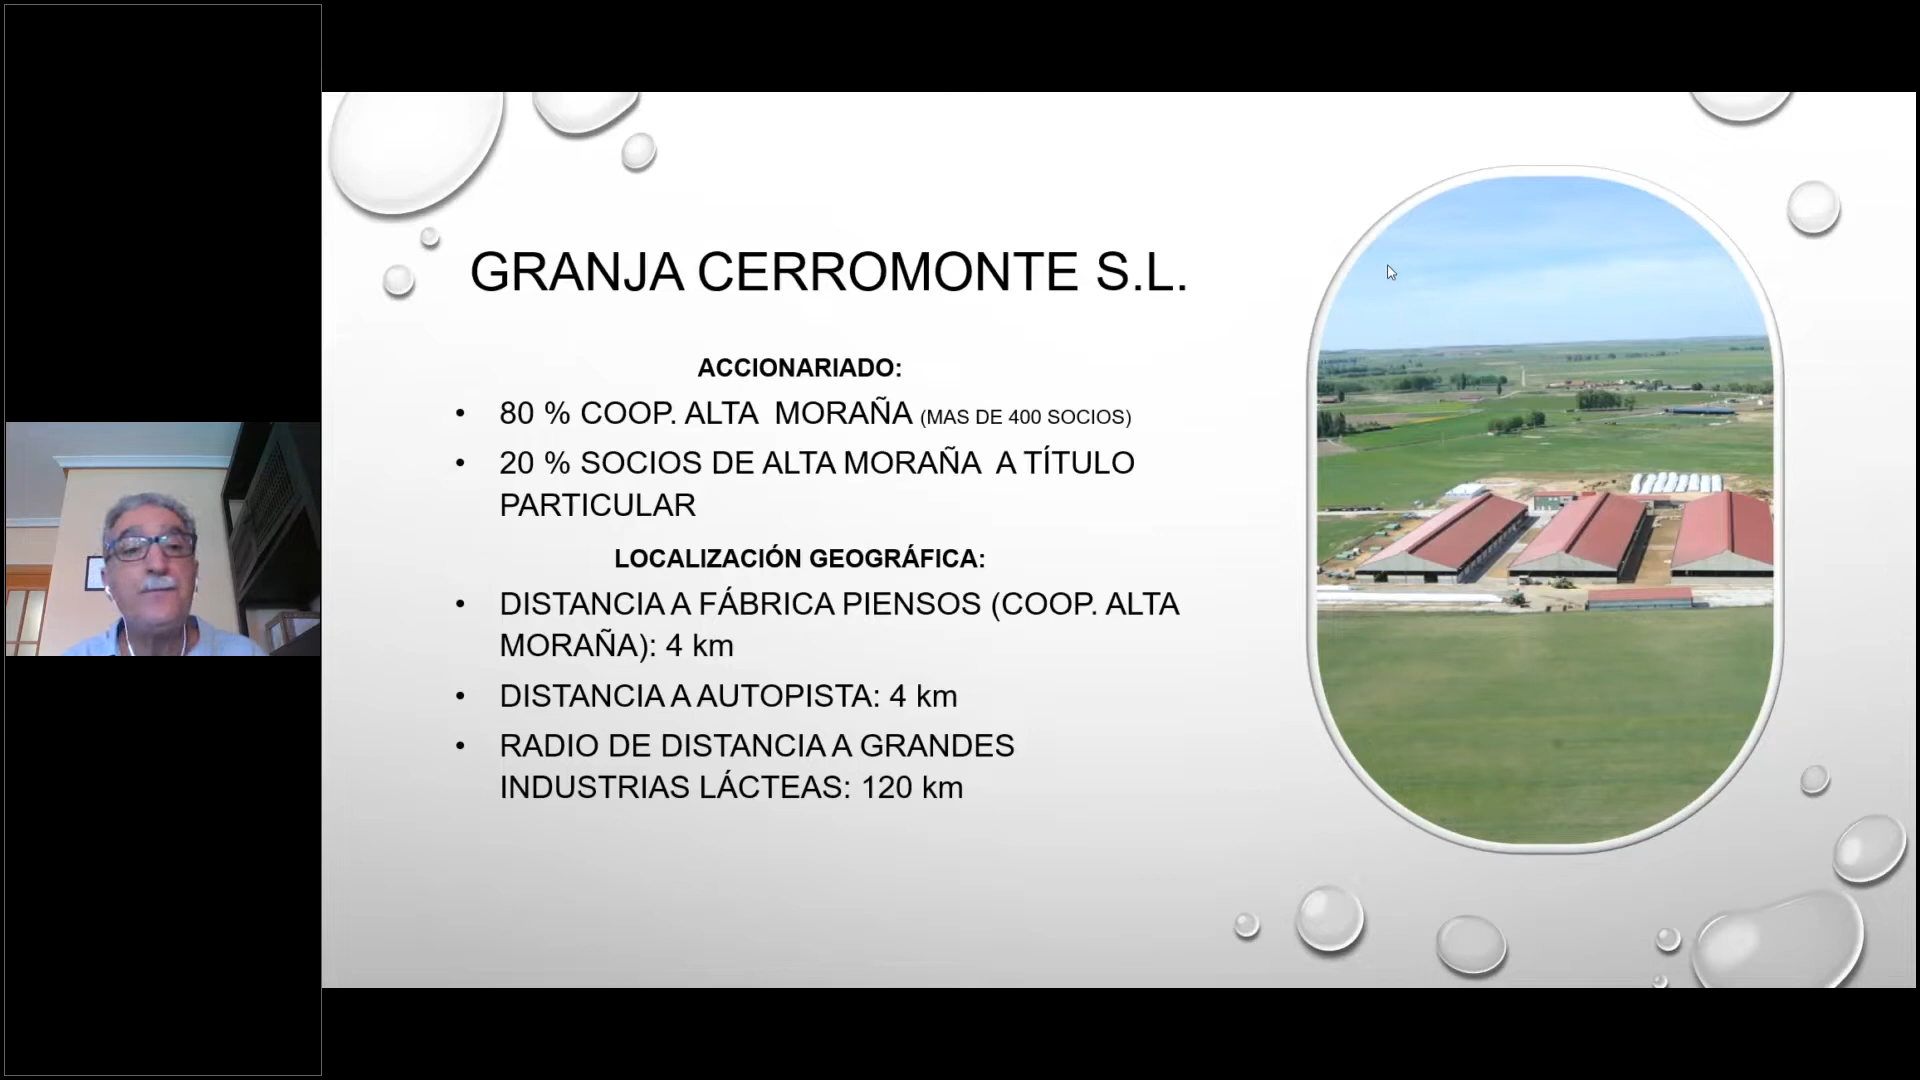 GRANJA CERROMONTE S.L.
ACCIONARIADO:
• 80 % COOP. ALTA MORAÑA (MAS DE 400 SOCIOS)
• 20 % SOCIOS DE ALTA MORAÑA A TÍTULO
PARTICULAR
LOCALIZACIÓN GEOGRÁFICA:
• DISTANCIA A FÁBRICA PIENSOS (COOP. ALTA
MORAÑA): 4 km
• DISTANCIA A AUTOPISTA: 4 km
• RADIO DE DISTANCIA A GRANDES
INDUSTRIAS LÁCTEAS: 120 km